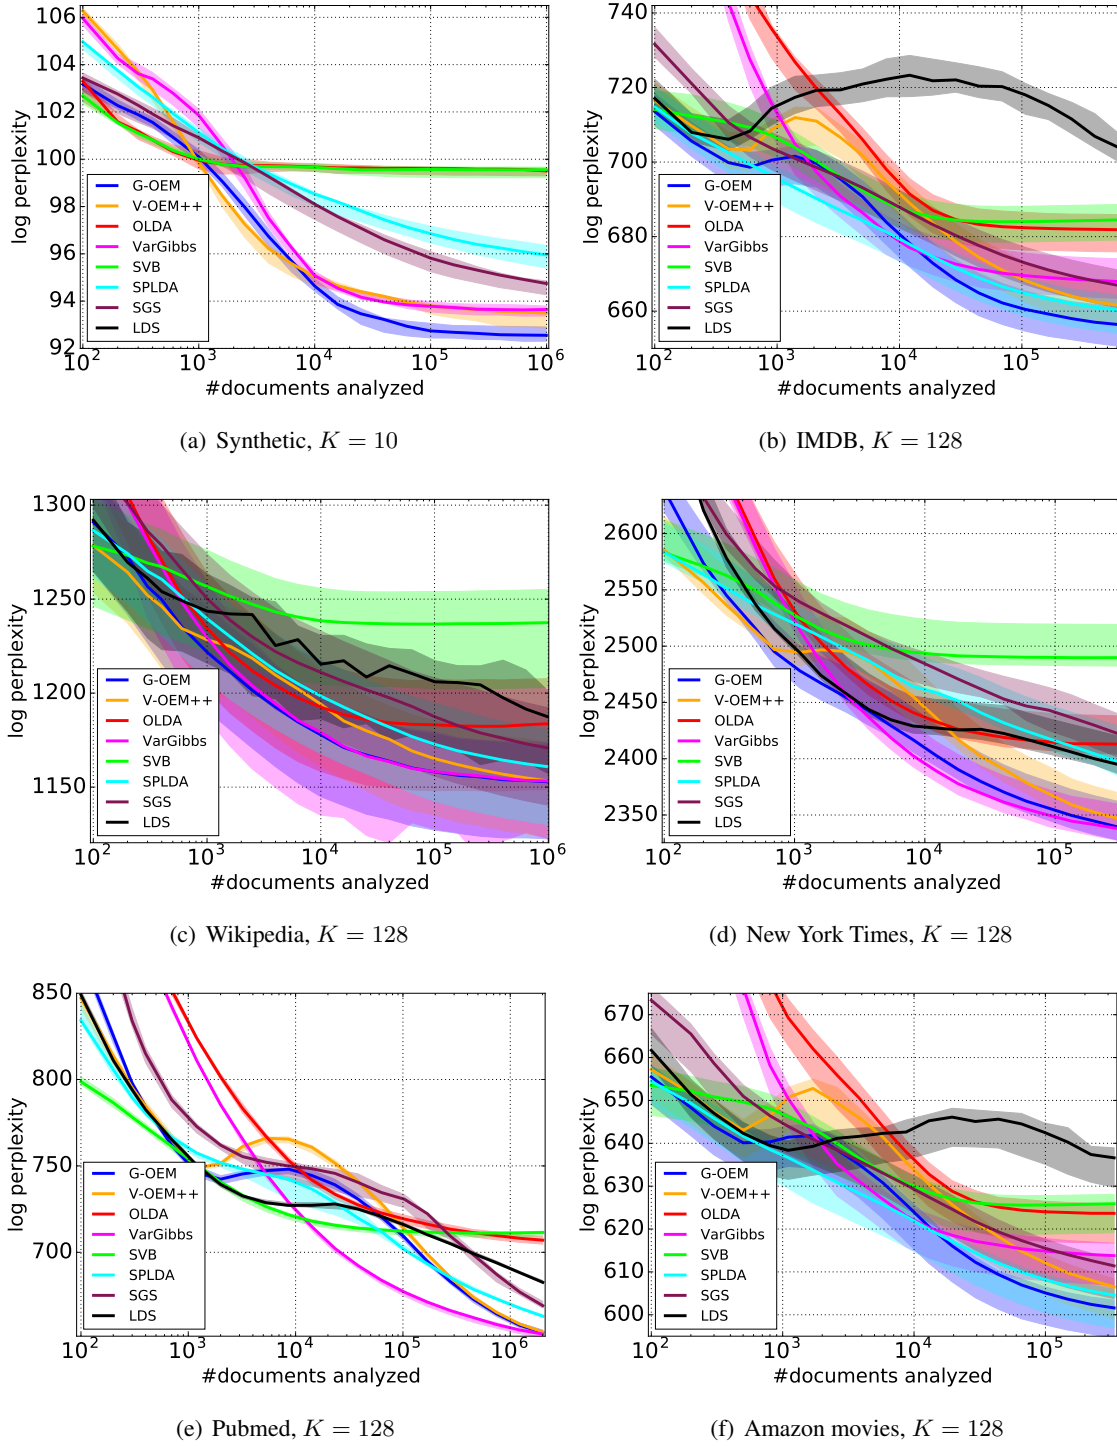 106
104
102
100
98
96
94
92
log perplexity
G-OEM
V-OEM++
OLDA
VarGibbs
SVB
SPLDA
SGS
LDS
10^2 10^3 10^4 10^5 10^6
#documents analyzed
(a) Synthetic, K = 10
740
720
700
680
660
log perplexity
G-OEM
V-OEM++
OLDA
VarGibbs
SVB
SPLDA
SGS
LDS
10^2 10^3 10^4 10^5
#documents analyzed
(b) IMDB, K = 128
1300
1250
1200
1150
log perplexity
G-OEM
V-OEM++
OLDA
VarGibbs
SVB
SPLDA
SGS
LDS
10^2 10^3 10^4 10^5 10^6
#documents analyzed
(c) Wikipedia, K = 128
2600
2550
2500
2450
2400
2350
log perplexity
G-OEM
V-OEM++
OLDA
VarGibbs
SVB
SPLDA
SGS
LDS
10^2 10^3 10^4 10^5
#documents analyzed
(d) New York Times, K = 128
850
800
750
700
log perplexity
G-OEM
V-OEM++
OLDA
VarGibbs
SVB
SPLDA
SGS
LDS
10^2 10^3 10^4 10^5 10^6
#documents analyzed
(e) Pubmed, K = 128
670
660
650
640
630
620
610
600
log perplexity
G-OEM
V-OEM++
OLDA
VarGibbs
SVB
SPLDA
SGS
LDS
10^2 10^3 10^4 10^5
#documents analyzed
(f) Amazon movies, K = 128